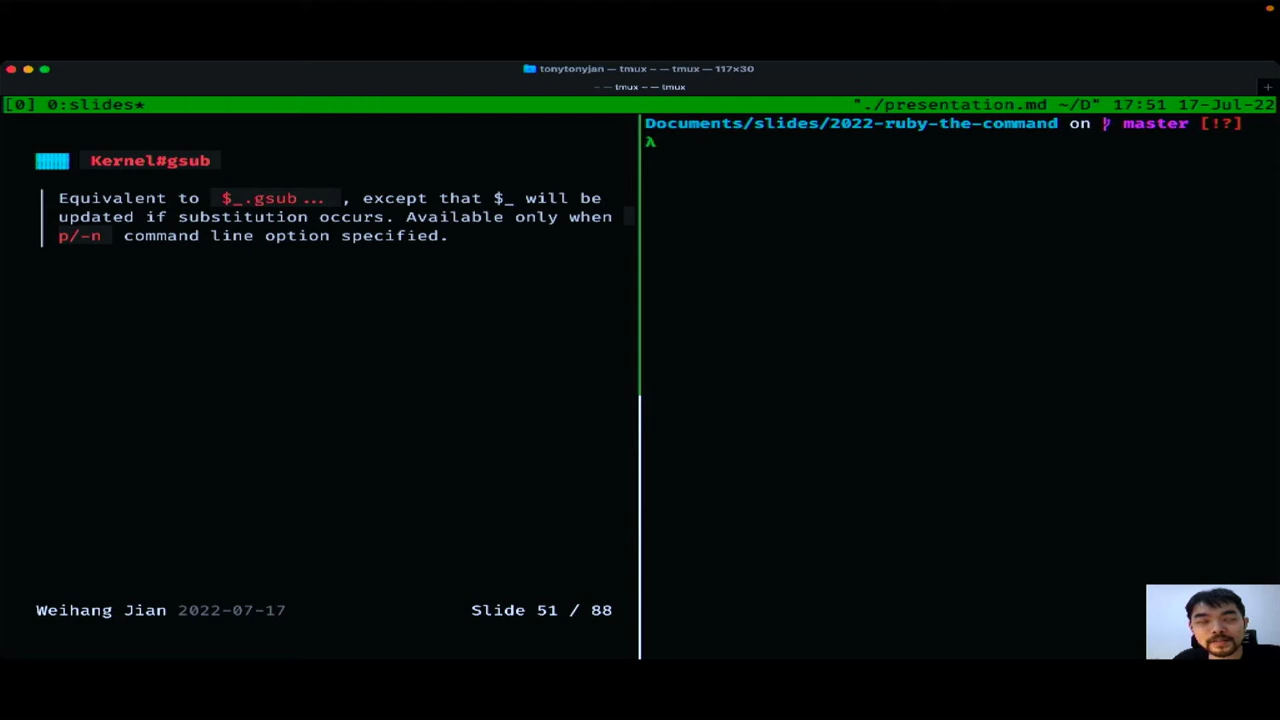 tonytonyjan — tmux - — tmux — 117×30
- — tmux - — tmux
[0] 0:slides*
"./presentation.md ~/D" 17:51 17-Jul-22
Kernel#gsub
Equivalent to $_.gsub... , except that $_ will be
updated if substitution occurs. Available only when
p/-n command line option specified.
Weihang Jian 2022-07-17
Slide 51 / 88
Documents/slides/2022-ruby-the-command on master [!?]
λ